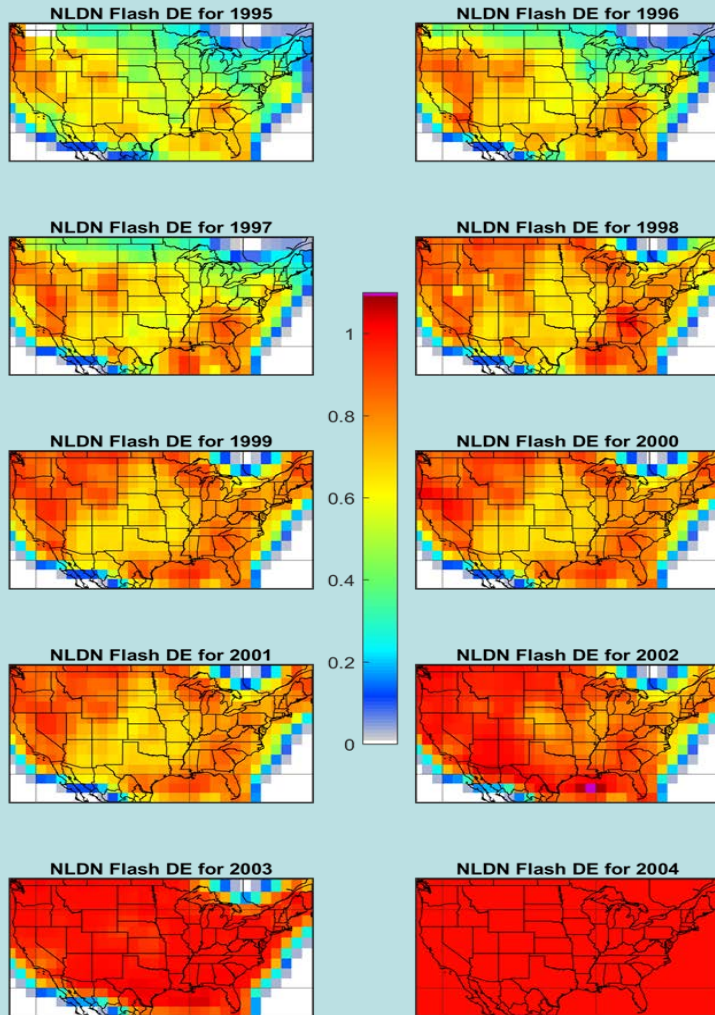 NLDN Flash DE for 1995
NLDN Flash DE for 1996
NLDN Flash DE for 1997
NLDN Flash DE for 1998
1
0.8
NLDN Flash DE for 1999
NLDN Flash DE for 2000
0.6
0.4
NLDN Flash DE for 2001
NLDN Flash DE for 2002
0.2
0
NLDN Flash DE for 2003
NLDN Flash DE for 2004